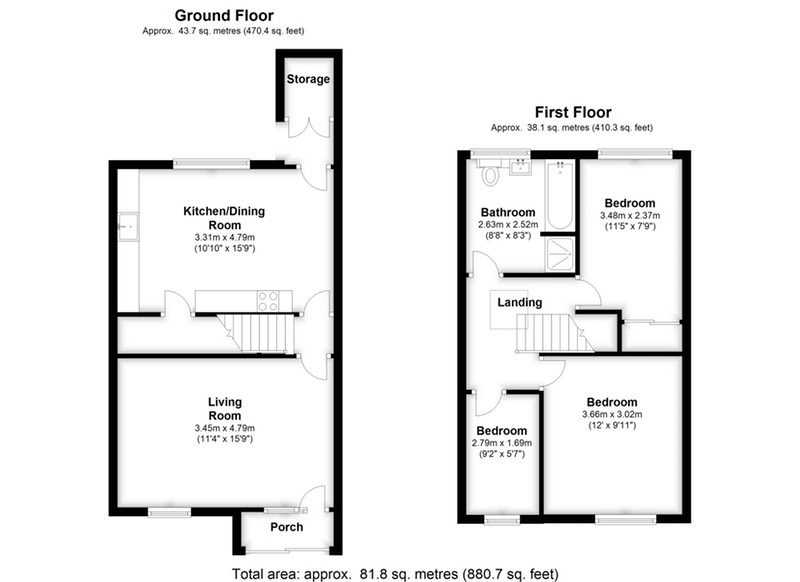 Ground Floor
Approx. 43.7 sq. metres (470.4 sq. feet)
Storage
Kitchen/Dining
Room
3.31m x 4.79m
(10'10" x 15'9")
Living
Room
3.45m x 4.79m
(11'4" x 15'9")
Porch
First Floor
Approx. 38.1 sq. metres (410.3 sq. feet)
Bathroom
2.63m x 2.52m
(8'8" x 8'3")
Bedroom
3.48m x 2.37m
(11'5" x 7'9")
Landing
Bedroom
3.66m x 3.02m
(12' x 9'11")
Bedroom
2.79m x 1.69m
(9'2" x 5'7")
Total area: approx. 81.8 sq. metres (880.7 sq. feet)